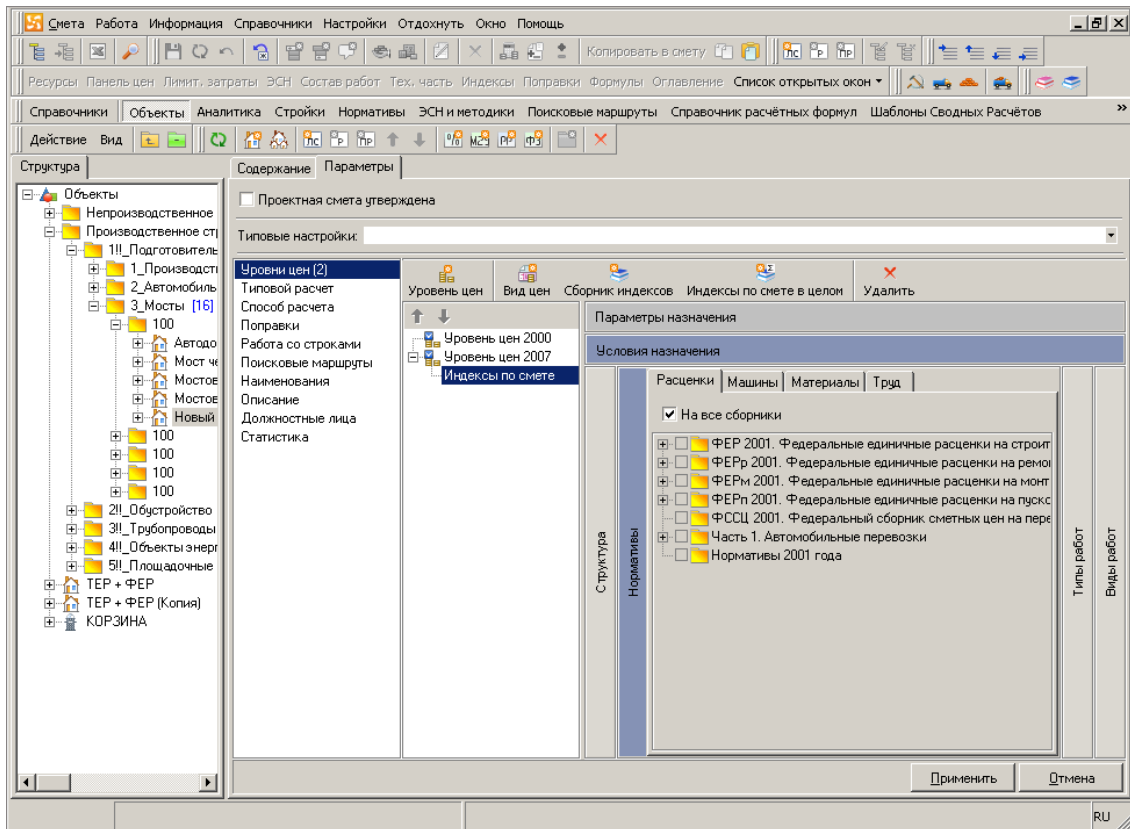 Смета Работа Информация Справочники Настройки Отдохнуть Окно Помощь
Копировать в смету
Ресурсы Панель цен Лимит. затраты ЭСН Состав работ Тех. часть Индексы Поправки Формулы Оглавление Список открытых окон
Справочники Объекты Аналитика Стройки Нормативы ЭСН и методики Поисковые маршруты Справочник расчётных формул Шаблоны Сводных Расчётов »
Действие Вид
Структура
Объекты
Непроизводственное
Производственное стр
1!!_Подготовитель
1_Производст
2_Автомобиль
3_Мосты [16]
100
Автодо
Мост че
Мостов
Мостов
Новый
100
100
100
100
2!!_Обустройство
3!!_Трубопроводы
4!!_Объекты энерг
5!!_Площадочные
ТЕР + ФЕР
ТЕР + ФЕР (Копия)
КОРЗИНА
Содержание Параметры
Проектная смета утверждена
Типовые настройки:
Уровни цен (2)
Типовой расчет
Способ расчета
Поправки
Работа со строками
Поисковые маршруты
Наименования
Описание
Должностные лица
Статистика
Уровень цен Вид цен Сборник индексов Индексы по смете в целом Удалить
Уровень цен 2000
Уровень цен 2007
Индексы по смете
Параметры назначения
Условия назначения
Структура
Нормативы
Расценки Машины Материалы Труд
На все сборники
ФЕР 2001. Федеральные единичные расценки на строит
ФЕРр 2001. Федеральные единичные расценки на ремо
ФЕРм 2001. Федеральные единичные расценки на монт
ФЕРп 2001. Федеральные единичные расценки на пуско
ФССЦ 2001. Федеральный сборник сметных цен на пере
Часть 1. Автомобильные перевозки
Нормативы 2001 года
Типы работ
Виды работ
Применить Отмена
RU